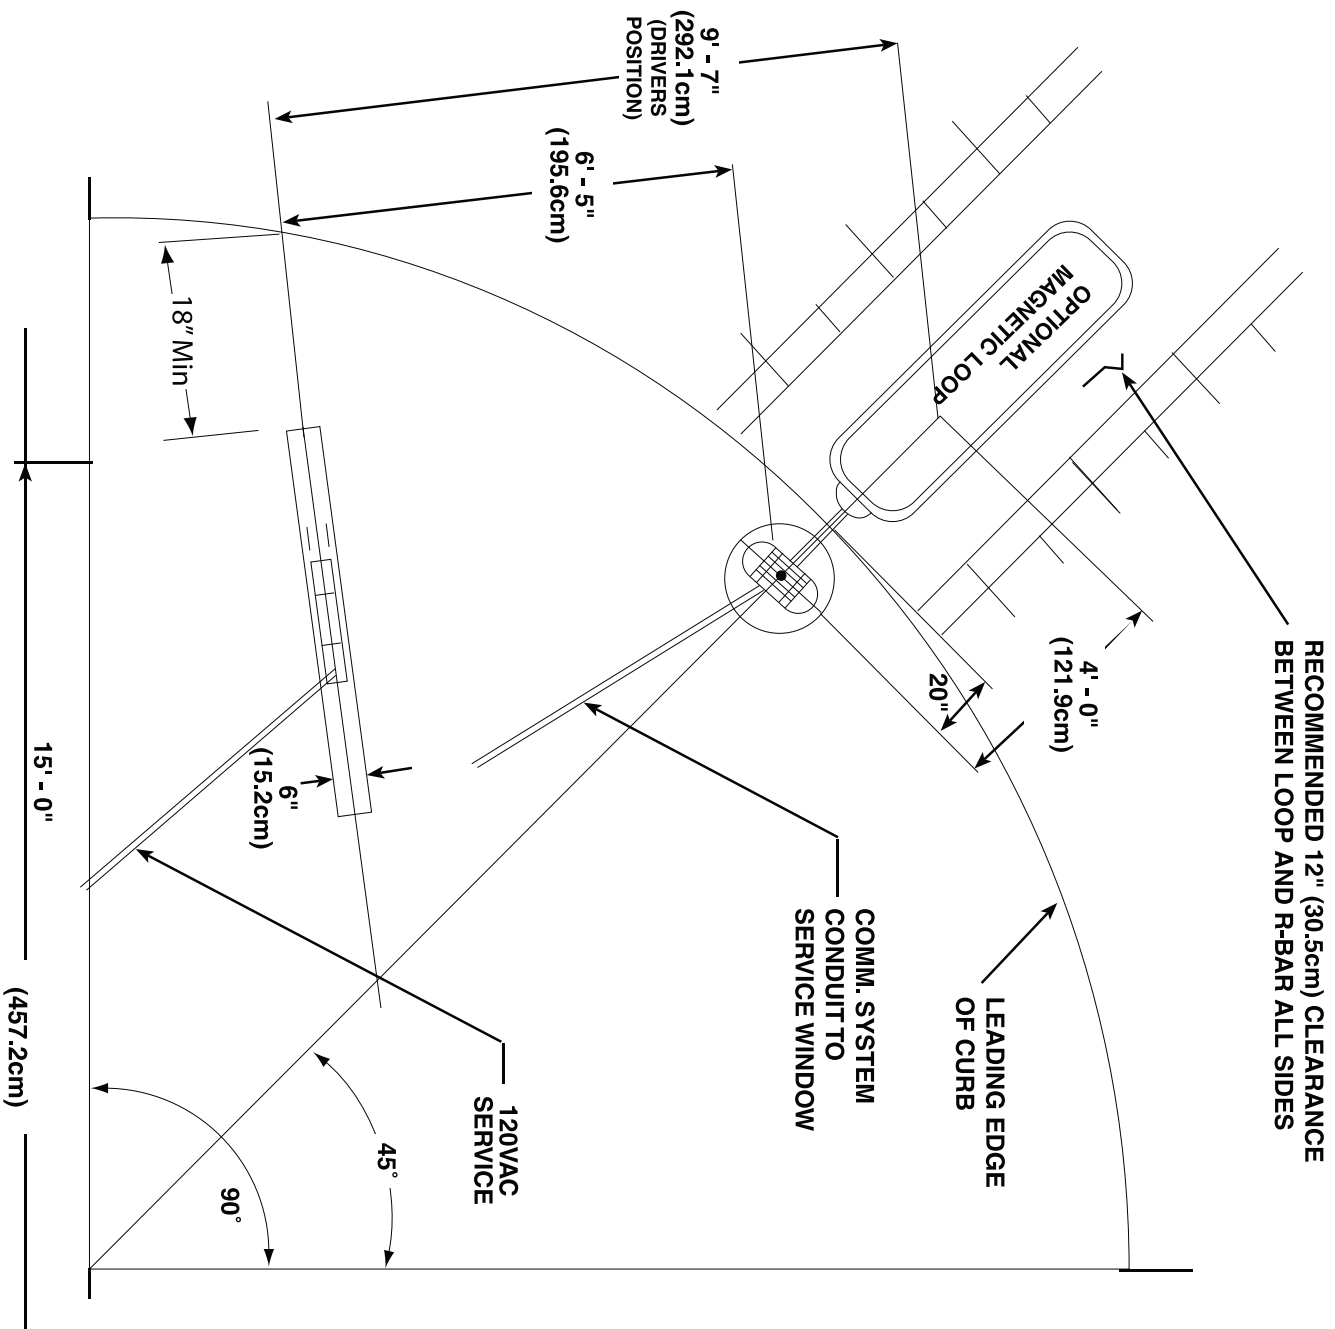 RECOMMENDED 12" (30.5cm) CLEARANCE
BETWEEN LOOP AND R-BAR ALL SIDES
OPTIONAL
MAGNETIC LOOP
9' - 7"
(292.1cm)
(DRIVERS
POSITION)
6' - 5"
(195.6cm)
4' - 0"
(121.9cm)
20"
LEADING EDGE
OF CURB
COMM. SYSTEM
CONDUIT TO
SERVICE WINDOW
18" Min
6"
(15.2cm)
120VAC
SERVICE
45°
90°
15' - 0"
(457.2cm)